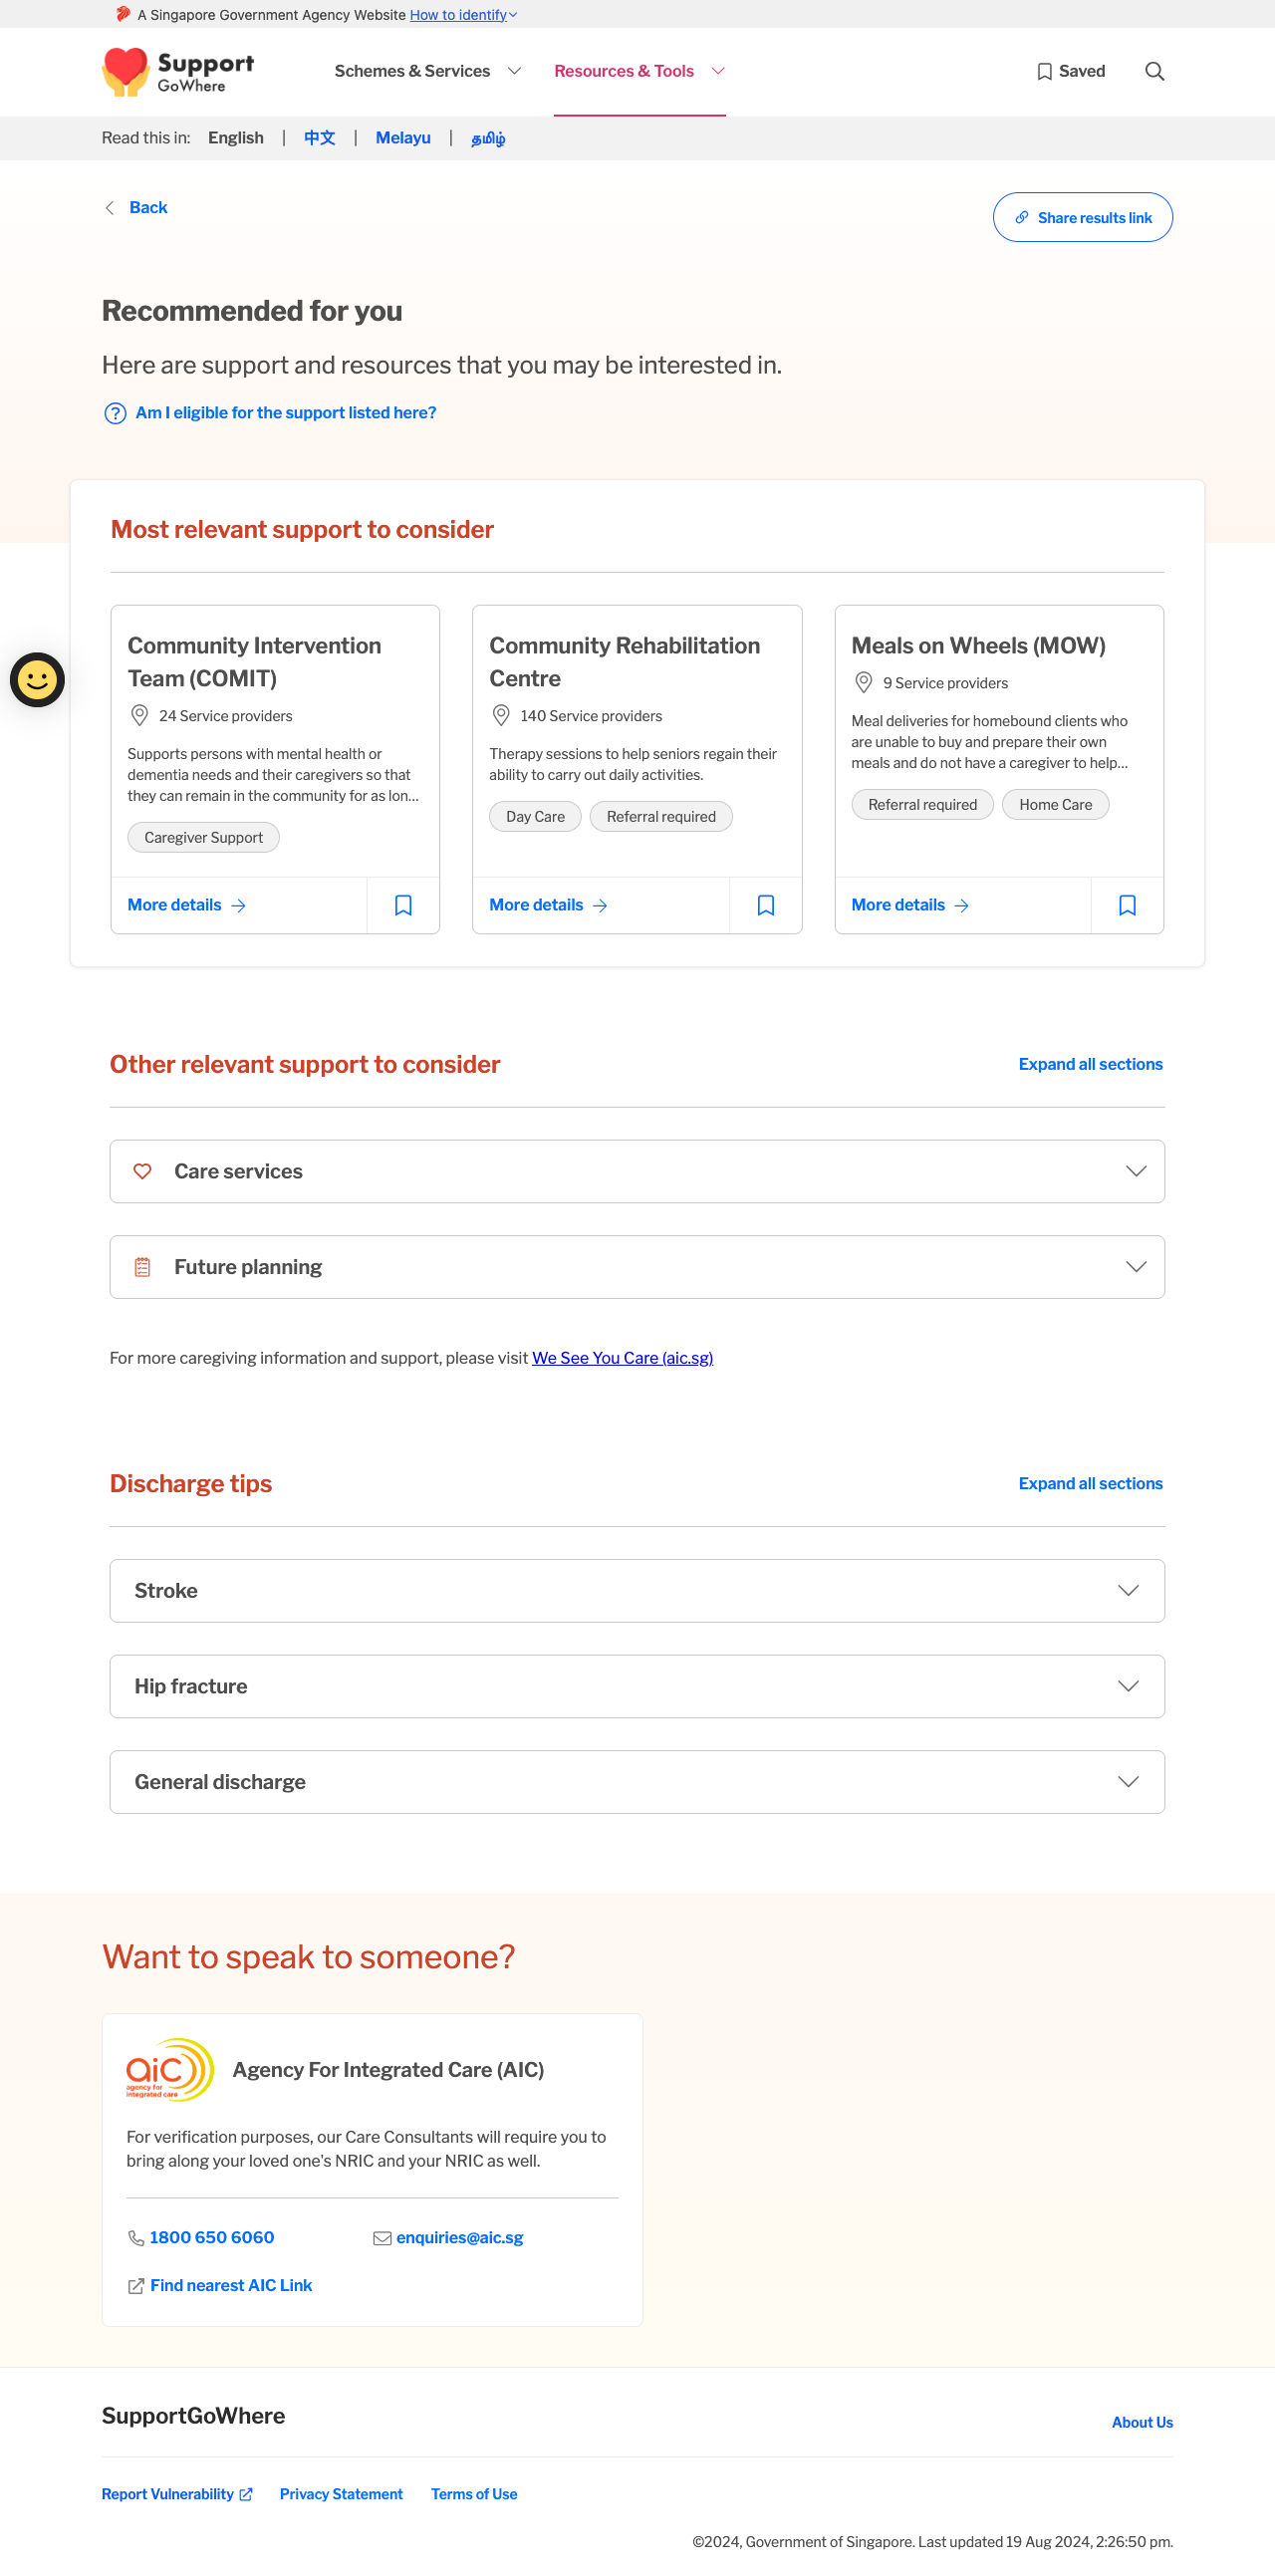 A Singapore Government Agency Website How to identify
Support
GoWhere
Schemes & Services
Resources & Tools
Saved
Read this in: English | 中文 | Melayu | தமிழ்
Back
Share results link
Recommended for you
Here are support and resources that you may be interested in.
Am I eligible for the support listed here?
Most relevant support to consider
Community Intervention
Team (COMIT)
24 Service providers
Supports persons with mental health or
dementia needs and their caregivers so that
they can remain in the community for as lon...
Caregiver Support
More details
Community Rehabilitation
Centre
140 Service providers
Therapy sessions to help seniors regain their
ability to carry out daily activities.
Day Care
Referral required
More details
Meals on Wheels (MOW)
9 Service providers
Meal deliveries for homebound clients who
are unable to buy and prepare their own
meals and do not have a caregiver to help...
Referral required
Home Care
More details
Other relevant support to consider
Expand all sections
Care services
Future planning
For more caregiving information and support, please visit We See You Care (aic.sg)
Discharge tips
Expand all sections
Stroke
Hip fracture
General discharge
Want to speak to someone?
aic
agency for
integrated care
Agency For Integrated Care (AIC)
For verification purposes, our Care Consultants will require you to
bring along your loved one's NRIC and your NRIC as well.
1800 650 6060
enquiries@aic.sg
Find nearest AIC Link
SupportGoWhere
About Us
Report Vulnerability
Privacy Statement
Terms of Use
©2024, Government of Singapore. Last updated 19 Aug 2024, 2:26:50 pm.